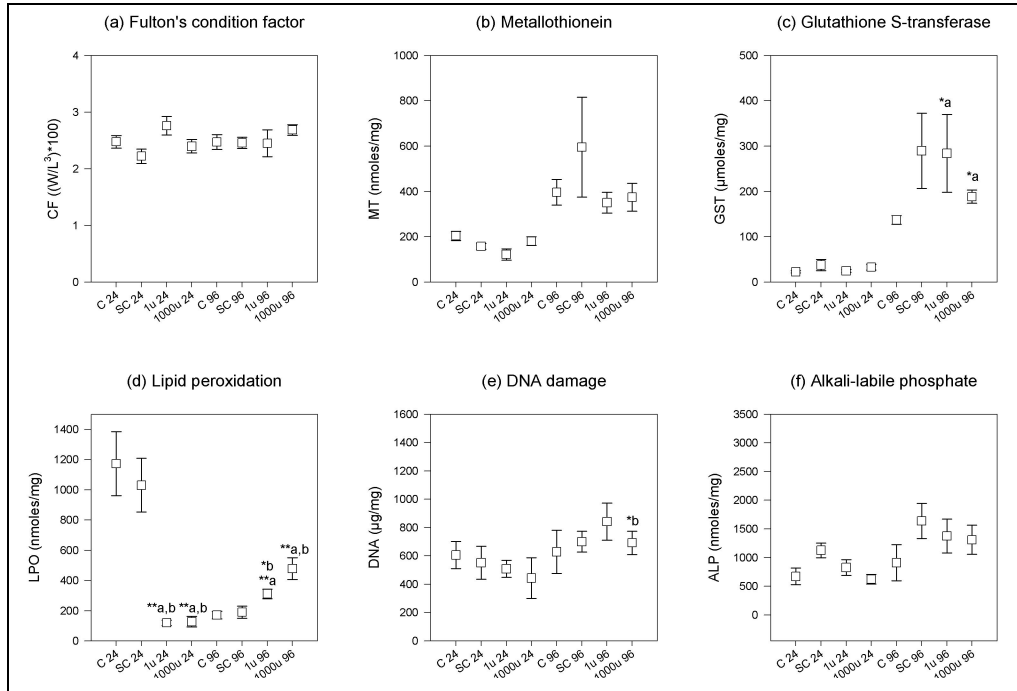 (a) Fulton's condition factor
CF ((W/L³)*100)
4
3
2
1
0
C 24
SC 24
1u 24
1000u 24
C 96
SC 96
1u 96
1000u 96
(b) Metallothionein
MT (nmoles/mg)
1000
800
600
400
200
0
C 24
SC 24
1u 24
1000u 24
C 96
SC 96
1u 96
1000u 96
(c) Glutathione S-transferase
GST (µmoles/mg)
500
400
300
200
100
0
*a
*a
C 24
SC 24
1u 24
100u 24
C 96
SC 96
1u 96
1000u 96
(d) Lipid peroxidation
LPO (nmoles/mg)
1400
1200
1000
800
600
400
200
0
**a,b
**a,b
*b
**a
**a,b
C 24
SC 24
1u 24
1000u 24
C 96
SC 96
1u 96
1000u 96
(e) DNA damage
DNA (µg/mg)
1600
1400
1200
1000
800
600
400
200
0
*b
C 24
SC 24
1u 24
1000u 24
C 96
SC 96
1u 96
1000u 96
(f) Alkali-labile phosphate
ALP (nmoles/mg)
3500
3000
2500
2000
1500
1000
500
0
C 24
SC 24
1u 24
1000u 24
C 96
SC 96
1u 96
1000u 96